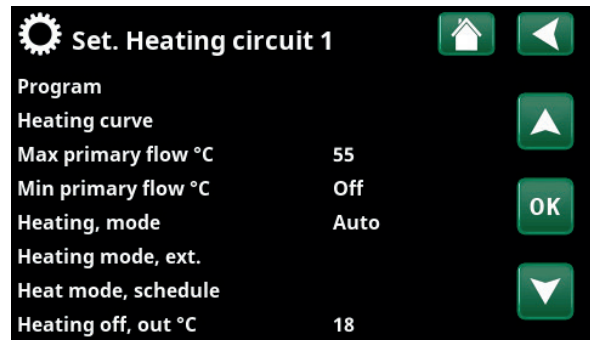 Set. Heating circuit 1
Program
Heating curve
Max primary flow °C 55
Min primary flow °C Off
Heating, mode Auto
OK
Heating mode, ext.
Heat mode, schedule
Heating off, out °C 18